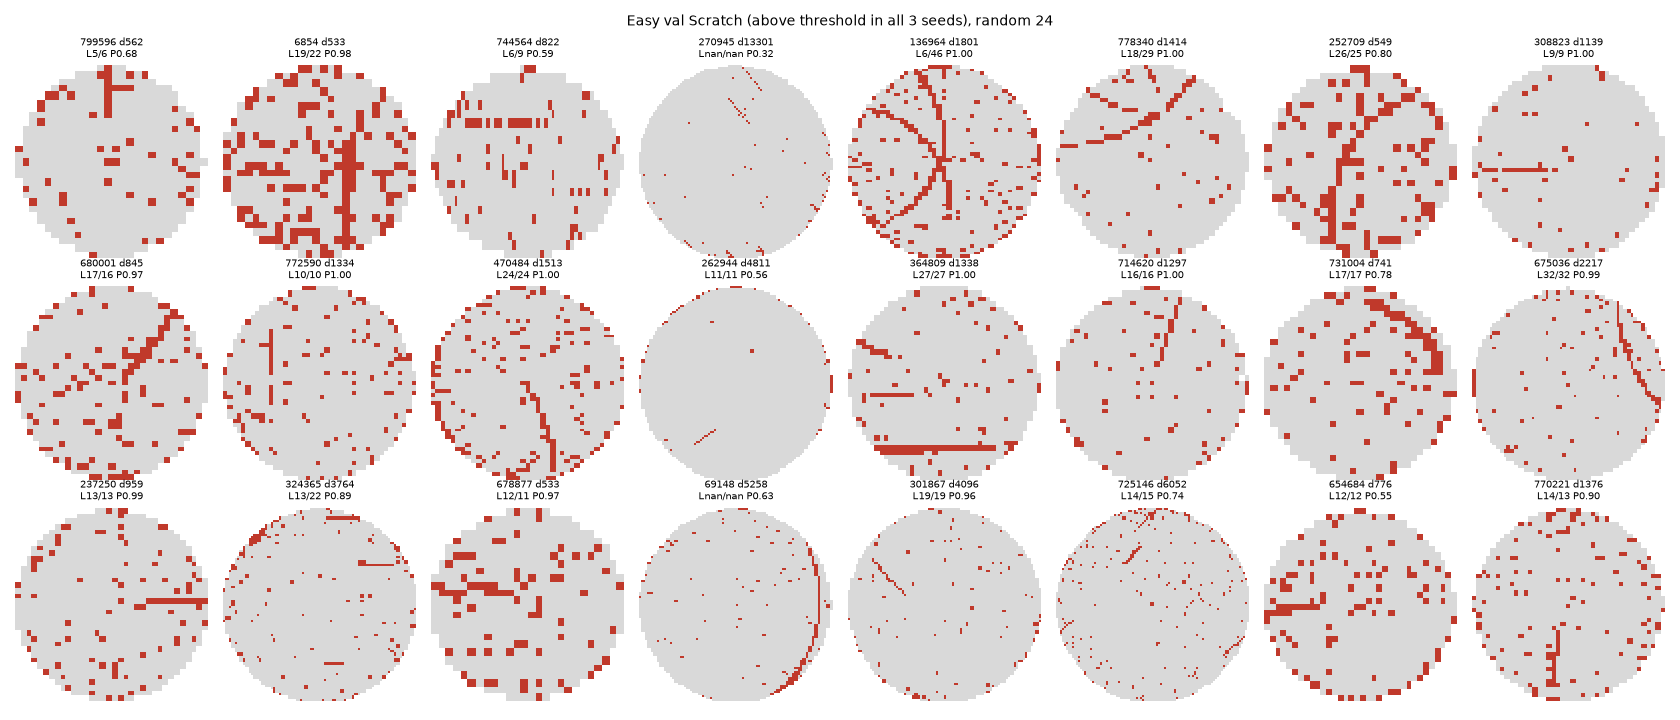 Easy val Scratch (above threshold in all 3 seeds), random 24
799596 d562
L5/6 P0.68
6854 d533
L19/22 P0.98
744564 d822
L6/9 P0.59
270945 d13301
Lnan/nan P0.32
136964 d1801
L6/46 P1.00
778340 d1414
L18/29 P1.00
252709 d549
L26/25 P0.80
308823 d1139
L9/9 P1.00
680001 d845
L17/16 P0.97
772590 d1334
L10/10 P1.00
470484 d1513
L24/24 P1.00
262944 d4811
L11/11 P0.56
364809 d1338
L27/27 P1.00
714620 d1297
L16/16 P1.00
731004 d741
L17/17 P0.78
675036 d2217
L32/32 P0.99
237250 d959
L13/13 P0.99
324365 d3764
L13/22 P0.89
678877 d533
L12/11 P0.97
69148 d5258
Lnan/nan P0.63
301867 d4096
L19/19 P0.96
725146 d6052
L14/15 P0.74
654684 d776
L12/12 P0.55
770221 d1376
L14/13 P0.90